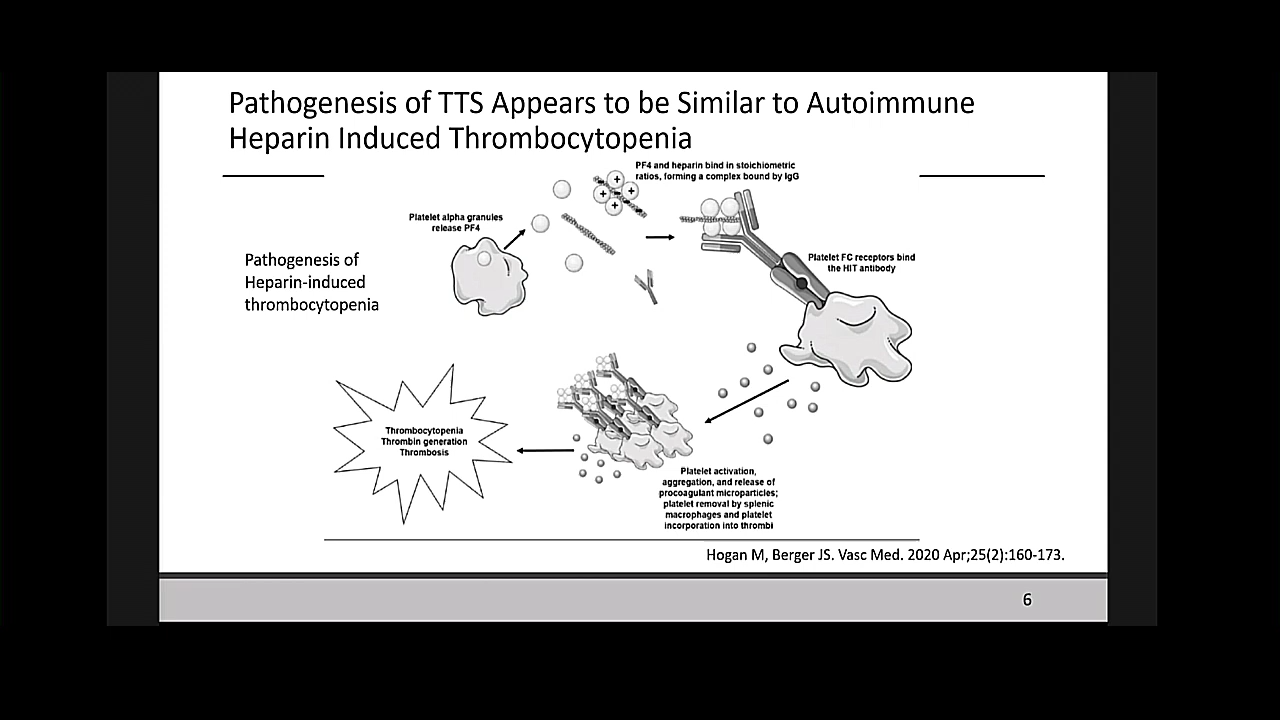 Pathogenesis of TTS Appears to be Similar to Autoimmune
Heparin Induced Thrombocytopenia
PF4 and heparin bind in stoichiometric
ratios, forming a complex bound by IgG
Platelet alpha granules
release PF4
Pathogenesis of
Heparin-induced
thrombocytopenia
Platelet FC receptors bind
the HIT antibody
+
+
+
+
Thrombocytopenia
Thrombin generation
Thrombosis
Platelet activation,
aggregation, and release of
procoagulant microparticles;
platelet removal by splenic
macrophages and platelet
incorporation into thrombi
Hogan M, Berger JS. Vasc Med. 2020 Apr;25(2):160-173.
6